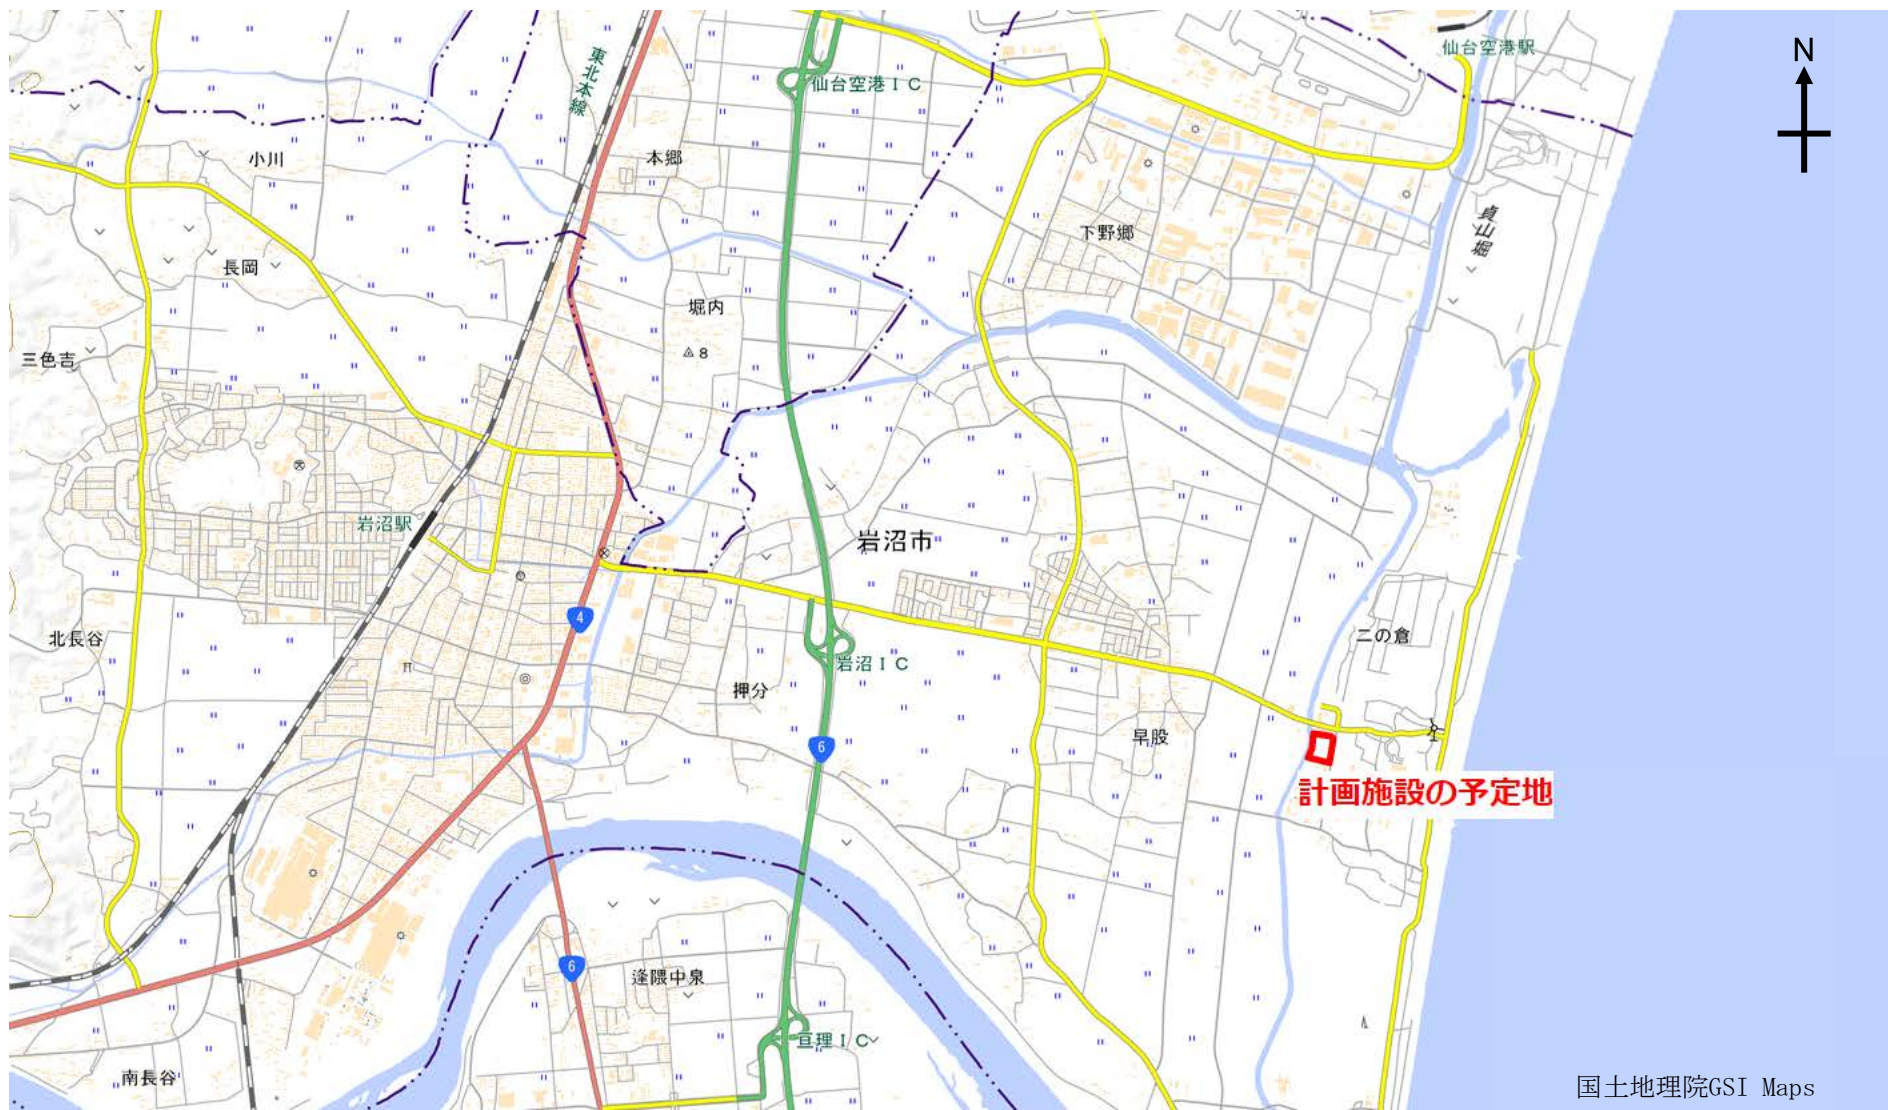 N
仙台空港駅
東北本線
仙台空港IC
小川
本郷
貞山堀
下野郷
長岡
堀内
8
三色吉
岩沼駅
岩沼市
4
北長谷
二の倉
岩沼IC
押分
6
早股
計画施設の予定地
6
逢隈中泉
亘理IC
南長谷
国土地理院GSI Maps